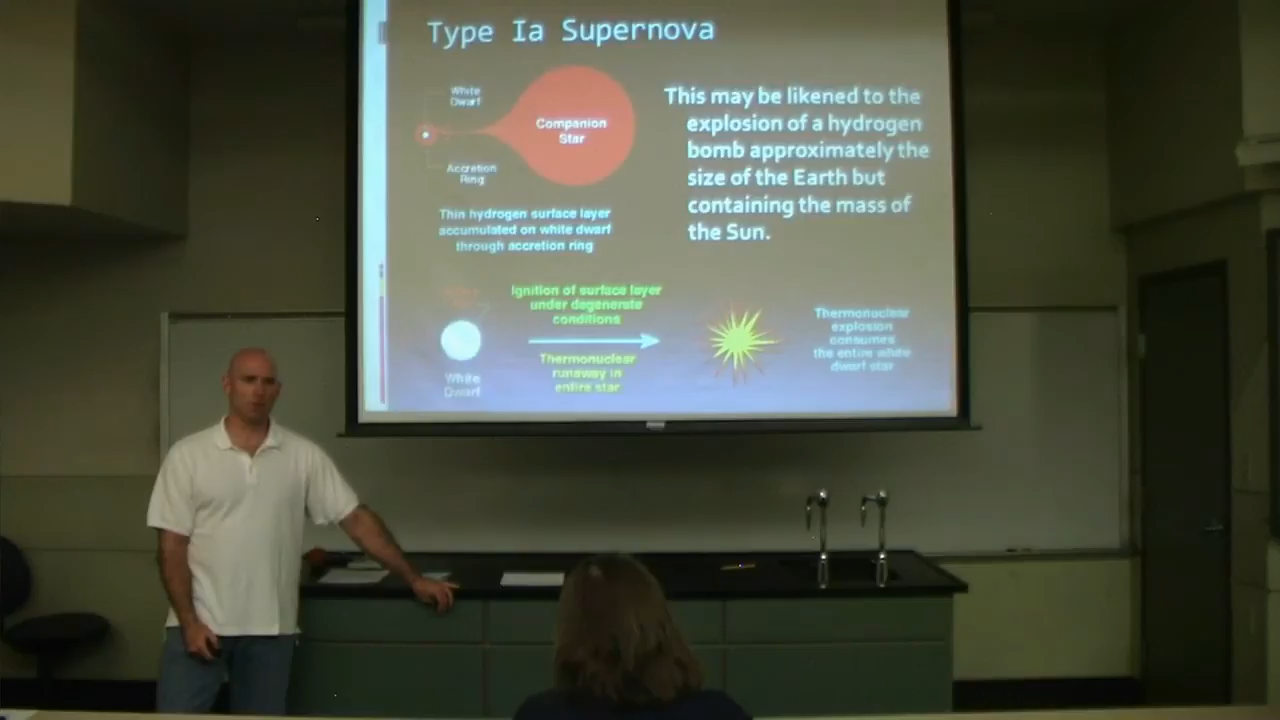 Type Ia Supernova
White
Dwarf
Companion
Star
Accretion
Ring
Thin hydrogen surface layer
accumulated on white dwarf
through accretion ring
This may be likened to the
explosion of a hydrogen
bomb approximately the
size of the Earth but
containing the mass of
the Sun.
Ignition of surface layer
under degenerate
conditions
Thermonuclear
runaway in
entire star
White
Dwarf
Thermonuclear
explosion
consumes
the entire white
dwarf star